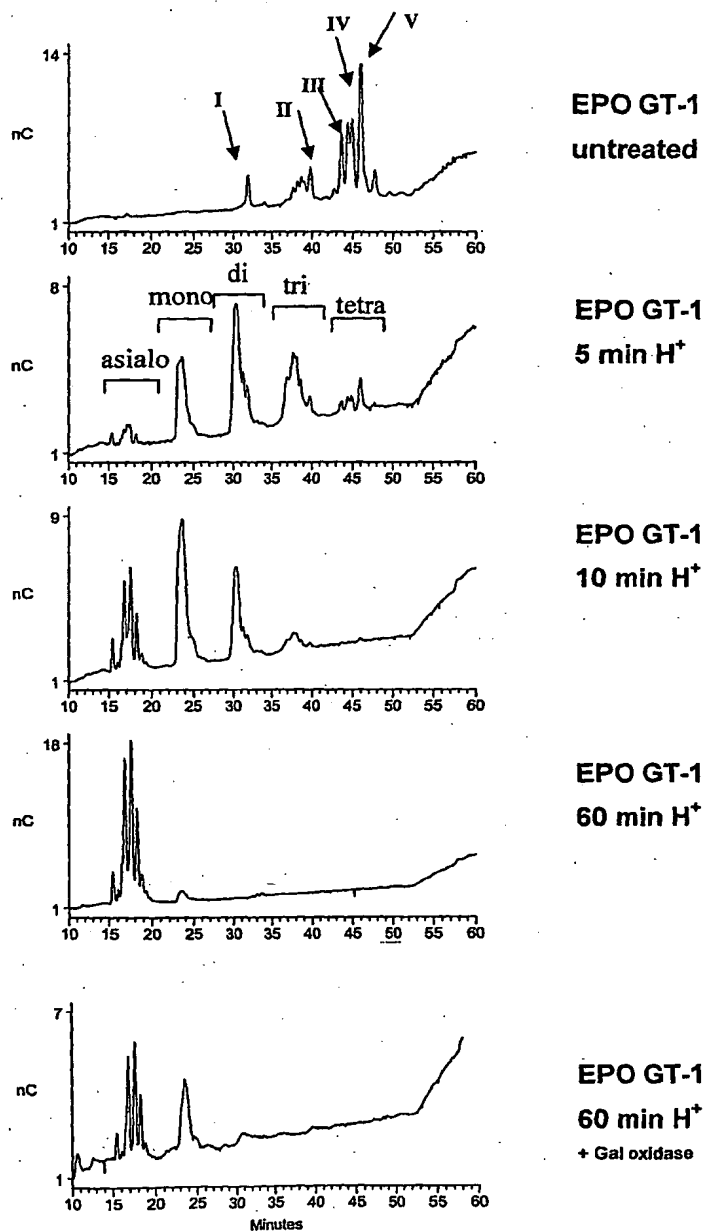 I
II
III
IV
V
14
nC
1
10 15 20 25 30 35 40 45 50 55 60
EPO GT-1
untreated
asialo
mono
di
tri
tetra
8
nC
1
10 15 20 25 30 35 40 45 50 55 60
EPO GT-1
5 min H⁺
9
nC
1
10 15 20 25 30 35 40 45 50 55 60
EPO GT-1
10 min H⁺
18
nC
1
10 15 20 25 30 35 40 45 50 55 60
EPO GT-1
60 min H⁺
7
nC
1
10 15 20 25 30 35 40 45 50 55 60
Minutes
EPO GT-1
60 min H⁺
+ Gal oxidase